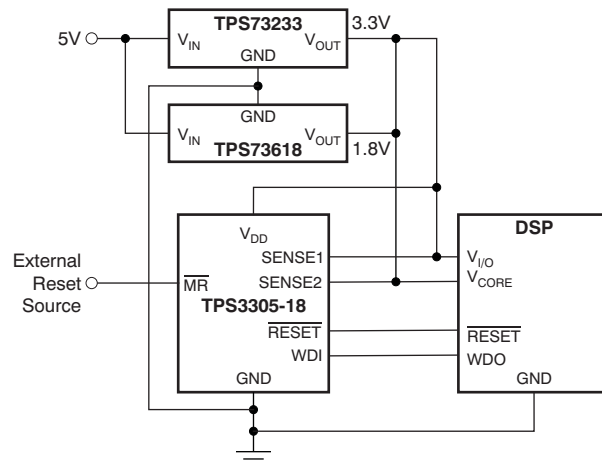 TPS73233
3.3V
5V
VIN
VOUT
GND
GND
VIN
VOUT
TPS73618
1.8V
VDD
SENSE1
SENSE2
MR
TPS3305-18
RESET
WDI
GND
External
Reset
Source
DSP
VI/O
VCORE
RESET
WDO
GND